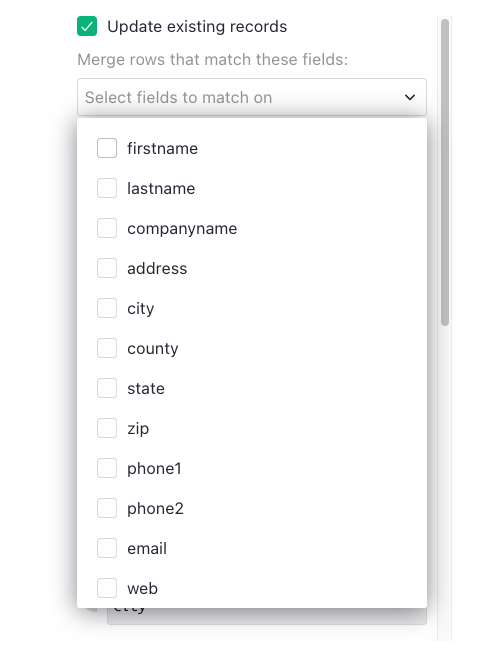 Update existing records
Merge rows that match these fields:
Select fields to match on
firstname
lastname
companyname
address
city
county
state
zip
phone1
phone2
email
web
city